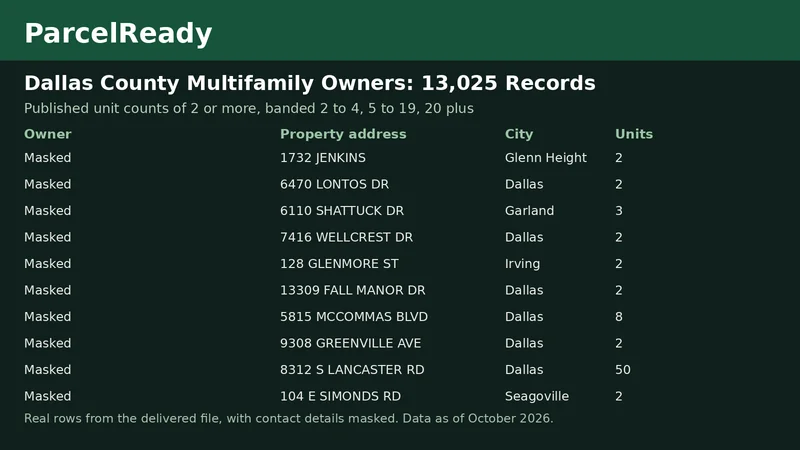 ParcelReady
Dallas County Multifamily Owners: 13,025 Records
Published unit counts of 2 or more, banded 2 to 4, 5 to 19, 20 plus
Owner Property address City Units
Masked 1732 JENKINS Glenn Height 2
Masked 6470 LONTOS DR Dallas 2
Masked 6110 SHATTUCK DR Garland 3
Masked 7416 WELLCREST DR Dallas 2
Masked 128 GLENMORE ST Irving 2
Masked 13309 FALL MANOR DR Dallas 2
Masked 5815 MCCOMMAS BLVD Dallas 8
Masked 9308 GREENVILLE AVE Dallas 2
Masked 8312 S LANCASTER RD Dallas 50
Masked 104 E SIMONDS RD Seagoville 2
Real rows from the delivered file, with contact details masked. Data as of October 2026.